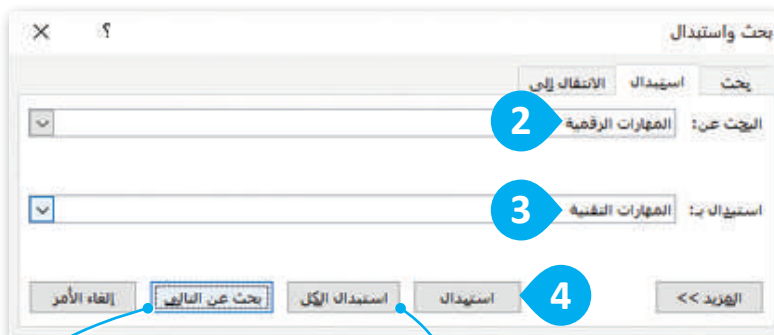 بحث واستبدال ؟ ×
بحث استبدال الانتقال إلى
البحث عن: المهارات الرقمية 2
استبدال بـ: المهارات التقنية 3
المزيد >> 4 استبدال استبدال الكل بحث عن التالي إلغاء الأمر